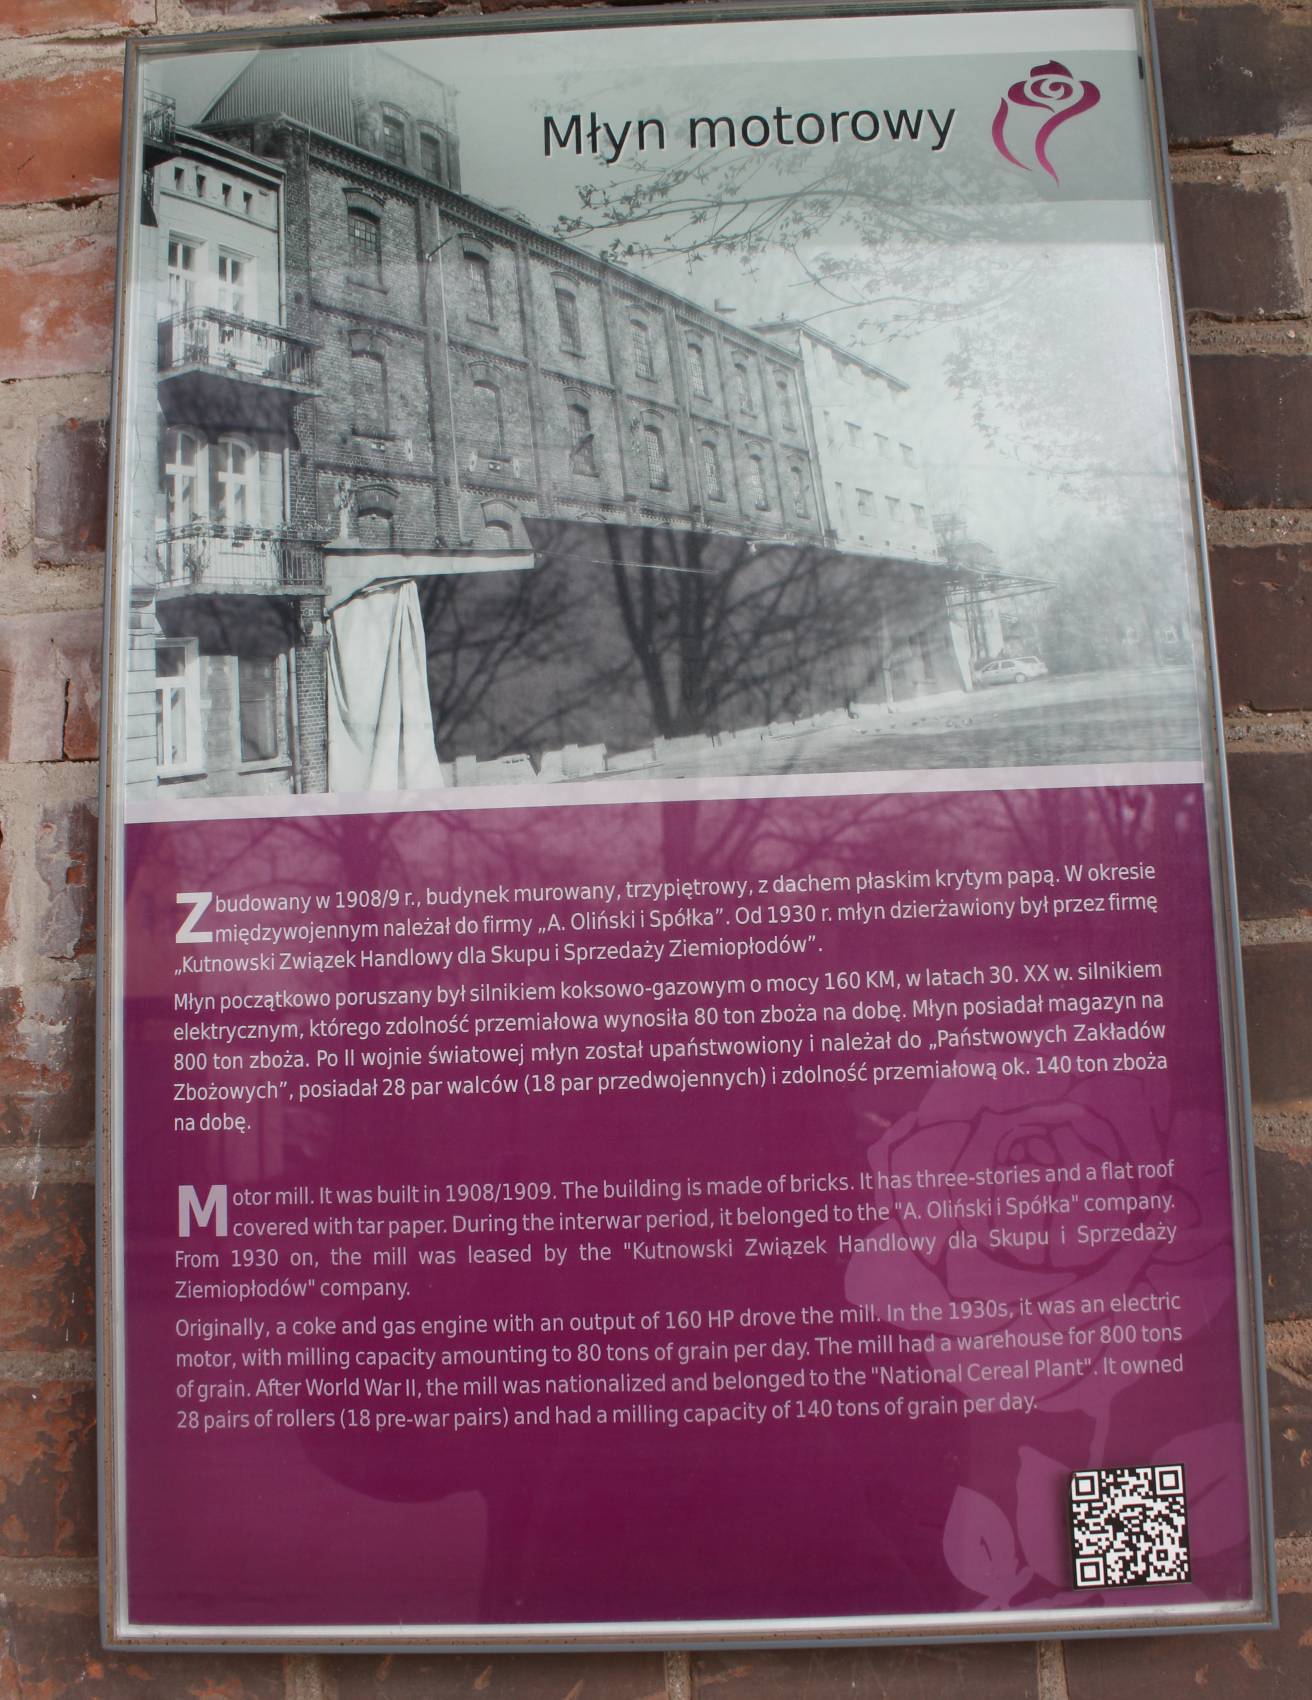 Młyn motorowy
Zbudowany w 1908/9 r., budynek murowany, trzypiętrowy, z dachem płaskim krytym papą. W okresie
międzywojennym należał do firmy „A. Oliński i Spółka”. Od 1930 r. młyn dzierżawiony był przez firmę
„Kutnowski Związek Handlowy dla Skupu i Sprzedaży Ziemiopłodów”.
Młyn początkowo poruszany był silnikiem koksowo-gazowym o mocy 160 KM, w latach 30. XX w. silnikiem
elektrycznym, którego zdolność przemiałowa wynosiła 80 ton zboża na dobę. Młyn posiadał magazyn na
800 ton zboża. Po II wojnie światowej młyn został upaństwowiony i należał do „Państwowych Zakładów
Zbożowych”, posiadał 28 par walców (18 par przedwojennych) i zdolność przemiałową ok. 140 ton zboża
na dobę.
Motor mill. It was built in 1908/1909. The building is made of bricks. It has three-stories and a flat roof
covered with tar paper. During the interwar period, it belonged to the "A. Oliński i Spółka" company.
From 1930 on, the mill was leased by the "Kutnowski Związek Handlowy dla Skupu i Sprzedaży
Ziemiopłodów" company.
Originally, a coke and gas engine with an output of 160 HP drove the mill. In the 1930s, it was an electric
motor, with milling capacity amounting to 80 tons of grain per day. The mill had a warehouse for 800 tons
of grain. After World War II, the mill was nationalized and belonged to the "National Cereal Plant". It owned
28 pairs of rollers (18 pre-war pairs) and had a milling capacity of 140 tons of grain per day.